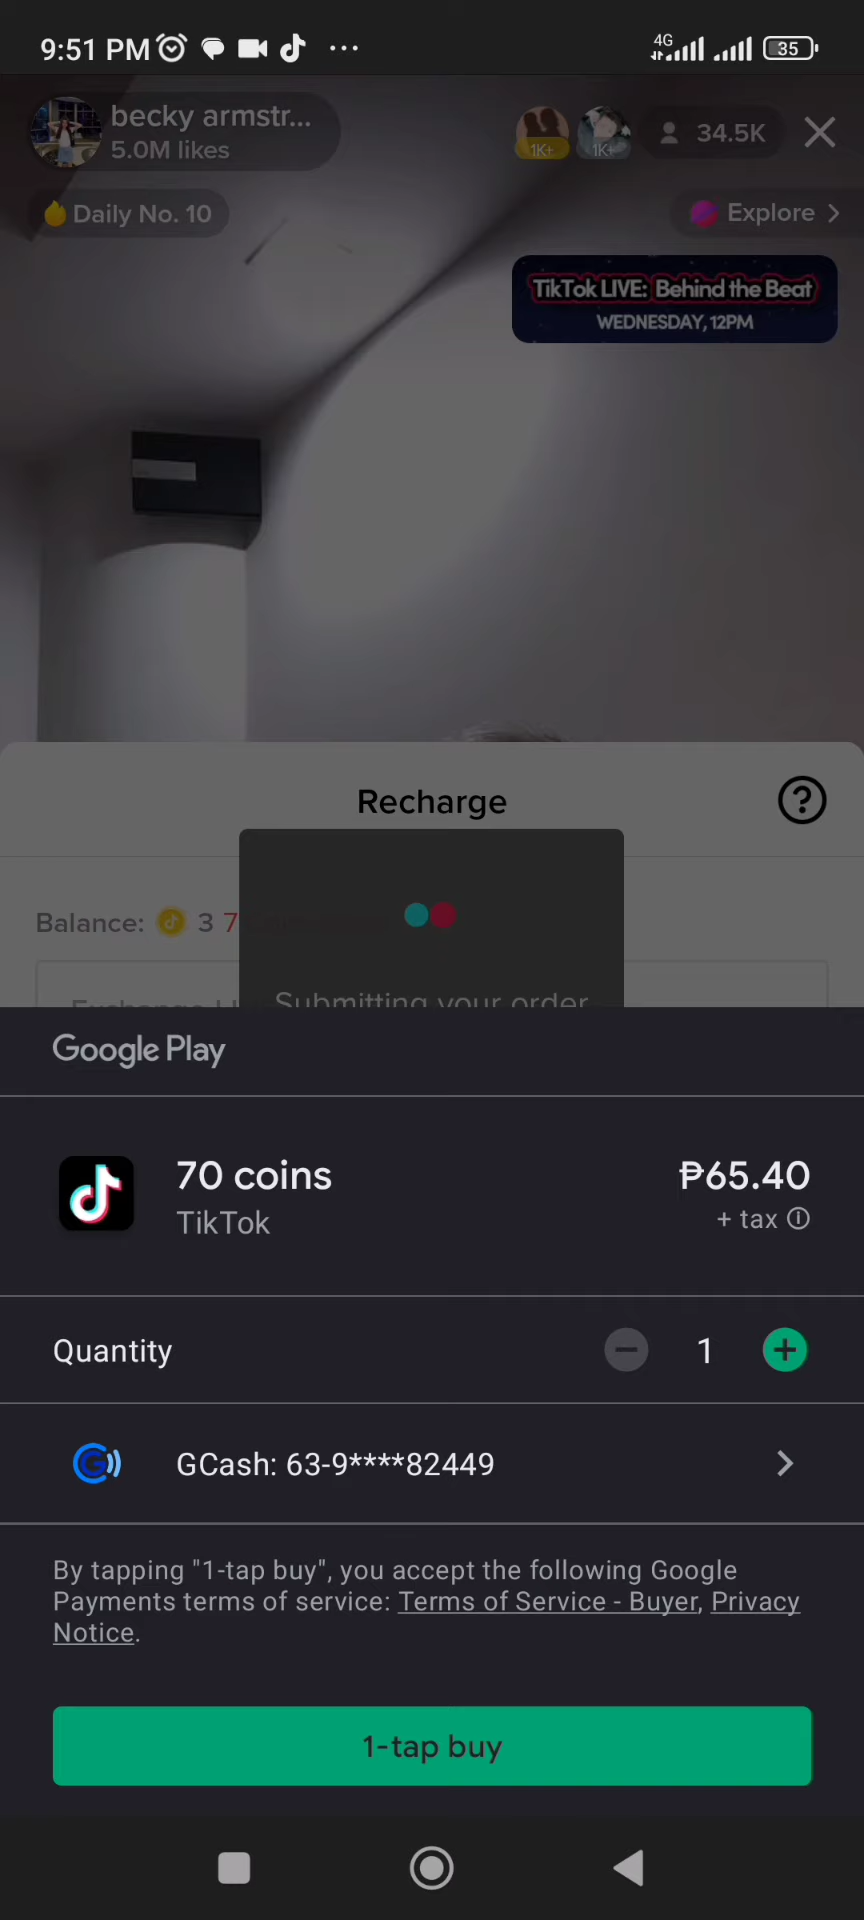 9:51 PM
4G
35
becky armstr...
5.0M likes
1K+
1K+
34.5K
Daily No. 10
Explore
TikTok LIVE: Behind the Beat
WEDNESDAY, 12PM
Recharge
Balance: 3 7
Submitting your order
Google Play
70 coins
₱65.40
TikTok
+ tax
Quantity
1
GCash: 63-9****82449
By tapping "1-tap buy", you accept the following Google
Payments terms of service: Terms of Service - Buyer, Privacy
Notice.
1-tap buy